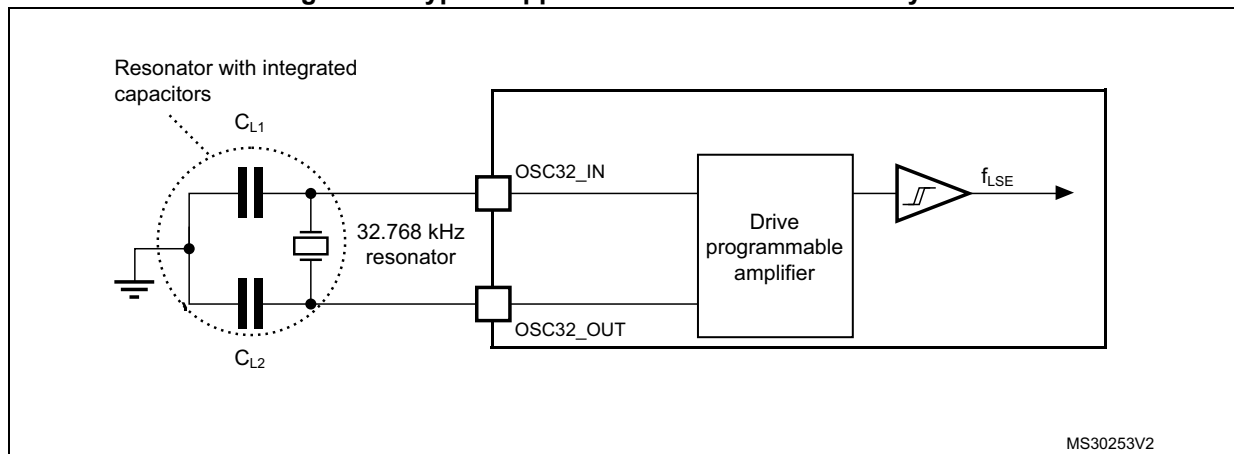 Resonator with integrated
capacitors
CL1
OSC32_IN
fLSE
32.768 kHz
resonator
Drive
programmable
amplifier
OSC32_OUT
CL2
MS30253V2